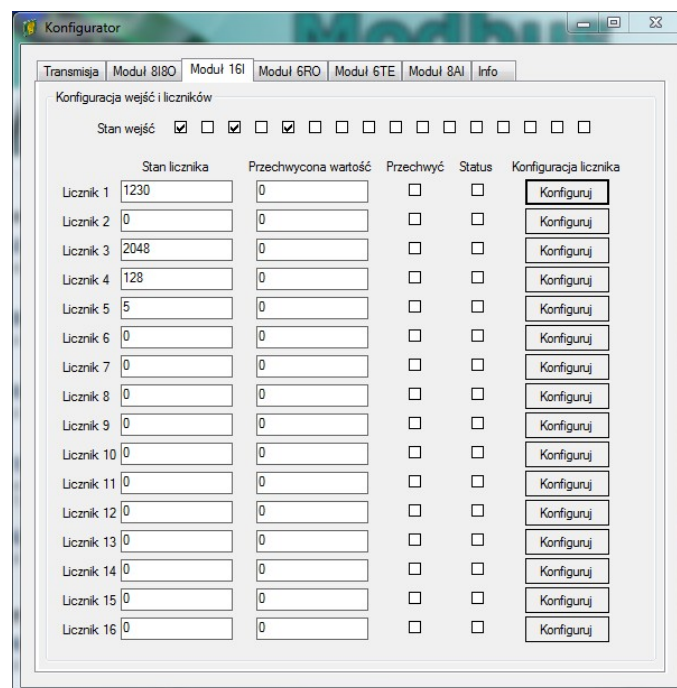 Konfigurator
Modbus
Transmisja Moduł 8I8O Moduł 16I Moduł 6RO Moduł 6TE Moduł 8AI Info
Konfiguracja wejść i liczników
Stan wejść
Stan licznika Przechwycona wartość Przechwyć Status Konfiguracja licznika
Licznik 1 1230 0 Konfiguruj
Licznik 2 0 0 Konfiguruj
Licznik 3 2048 0 Konfiguruj
Licznik 4 128 0 Konfiguruj
Licznik 5 5 0 Konfiguruj
Licznik 6 0 0 Konfiguruj
Licznik 7 0 0 Konfiguruj
Licznik 8 0 0 Konfiguruj
Licznik 9 0 0 Konfiguruj
Licznik 10 0 0 Konfiguruj
Licznik 11 0 0 Konfiguruj
Licznik 12 0 0 Konfiguruj
Licznik 13 0 0 Konfiguruj
Licznik 14 0 0 Konfiguruj
Licznik 15 0 0 Konfiguruj
Licznik 16 0 0 Konfiguruj